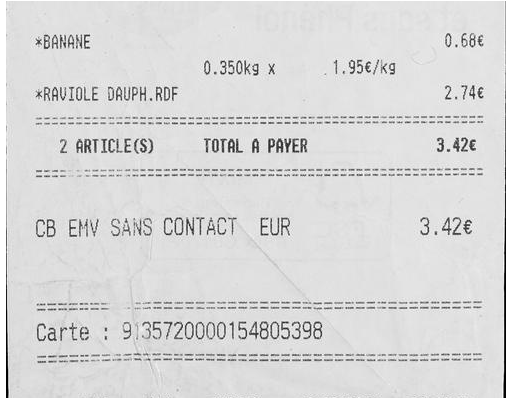 *BANANE 0.68€
0.350kg x 1.95€/kg
*RAVIOLE DAUPH.RDF 2.74€
2 ARTICLE(S) TOTAL A PAYER 3.42€
CB EMV SANS CONTACT EUR 3.42€
Carte : 9135720000154805398